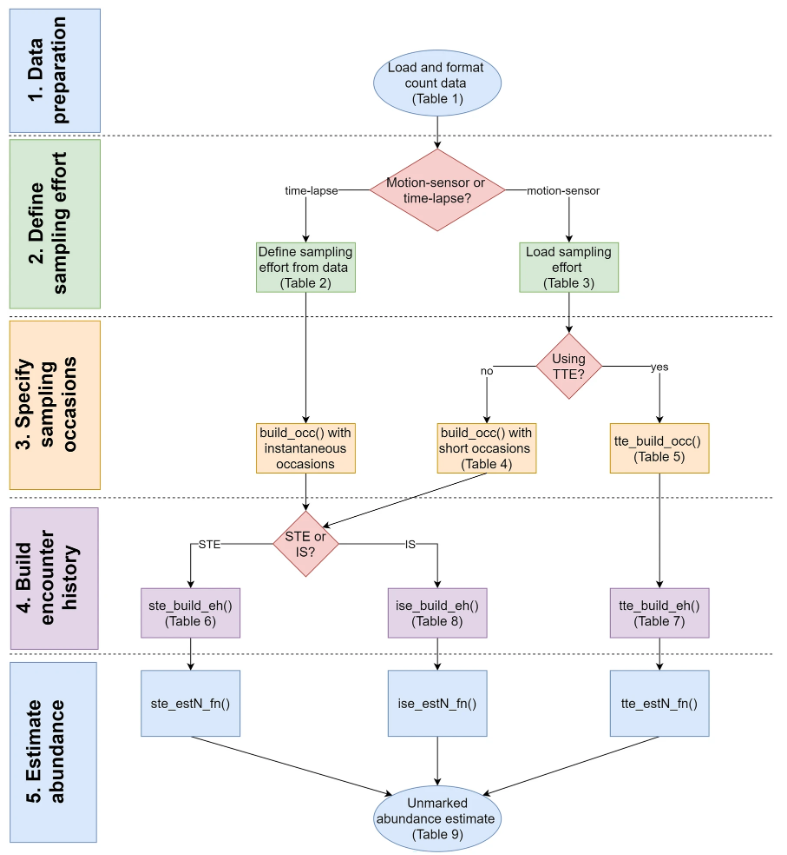 1. Data
preparation
Load and format
count data
(Table 1)
2. Define
sampling effort
Motion-sensor or
time-lapse?
time-lapse
motion-sensor
Define sampling
effort from data
(Table 2)
Load sampling
effort
(Table 3)
3. Specify
sampling
occasions
Using
TTE?
no
yes
build_occ() with
instantaneous
occasions
build_occ() with
short occasions
(Table 4)
tte_build_occ()
(Table 5)
4. Build
encounter
history
STE or
IS?
STE
IS
ste_build_eh()
(Table 6)
ise_build_eh()
(Table 8)
tte_build_eh()
(Table 7)
5. Estimate
abundance
ste_estN_fn()
ise_estN_fn()
tte_estN_fn()
Unmarked
abundance estimate
(Table 9)